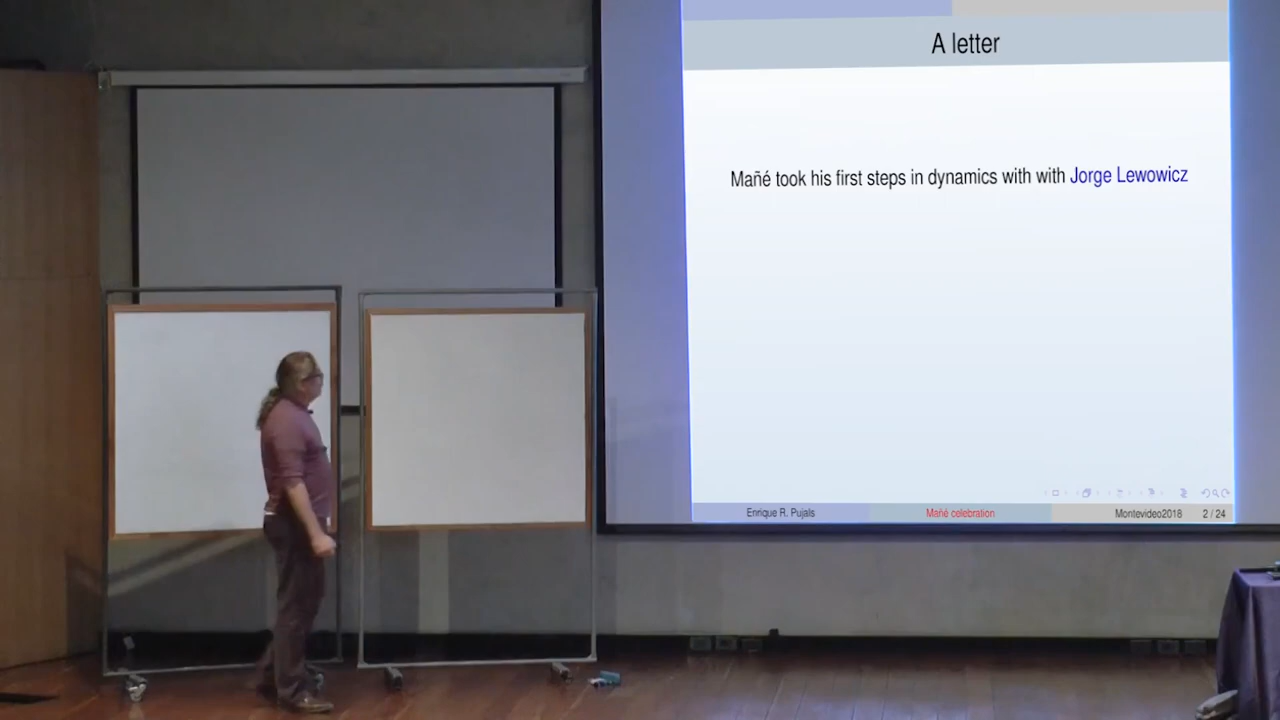 A letter
Mañé took his first steps in dynamics with with Jorge Lewowicz
Enrique R. Pujals
Mañé celebration
Montevideo2018
2 / 24